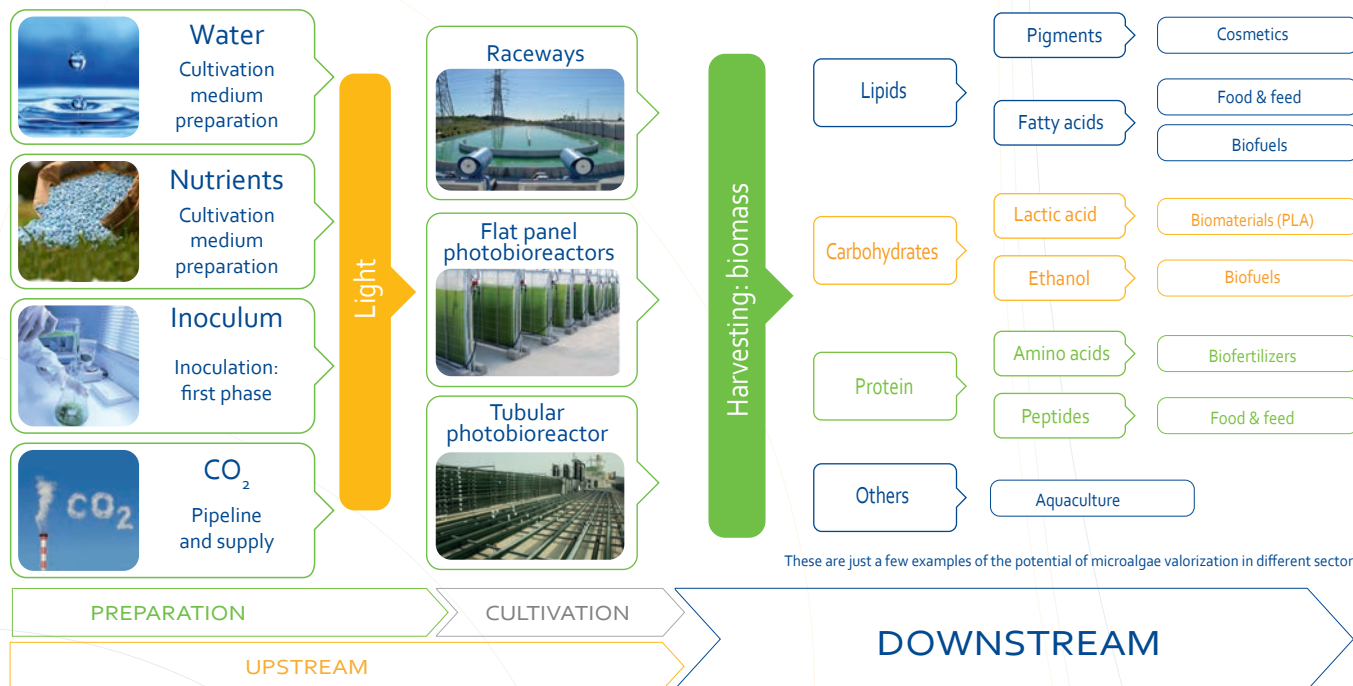 Water
Cultivation
medium
preparation
Nutrients
Cultivation
medium
preparation
Inoculum
Inoculation:
first phase
CO2
CO₂
Pipeline
and supply
Light
Raceways
Flat panel
photobioreactors
Tubular
photobioreactor
Harvesting: biomass
Lipids
Pigments
Cosmetics
Fatty acids
Food & feed
Biofuels
Carbohydrates
Lactic acid
Biomaterials (PLA)
Ethanol
Biofuels
Protein
Amino acids
Biofertilizers
Peptides
Food & feed
Others
Aquaculture
These are just a few examples of the potential of microalgae valorization in different sector
PREPARATION
CULTIVATION
UPSTREAM
DOWNSTREAM